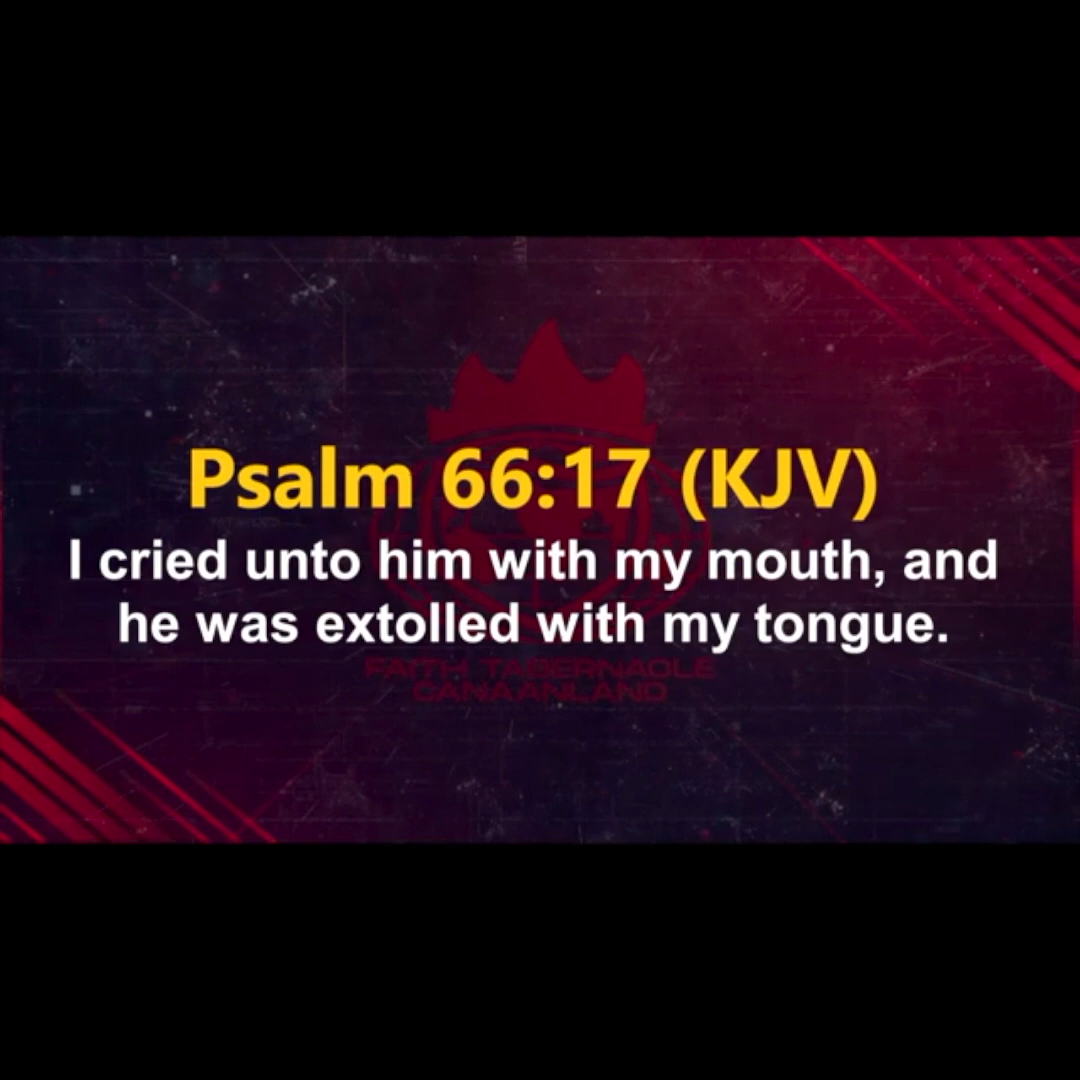 Psalm 66:17 (KJV)
I cried unto him with my mouth, and
he was extolled with my tongue.
FAITH TABERNACLE
CANAANLAND